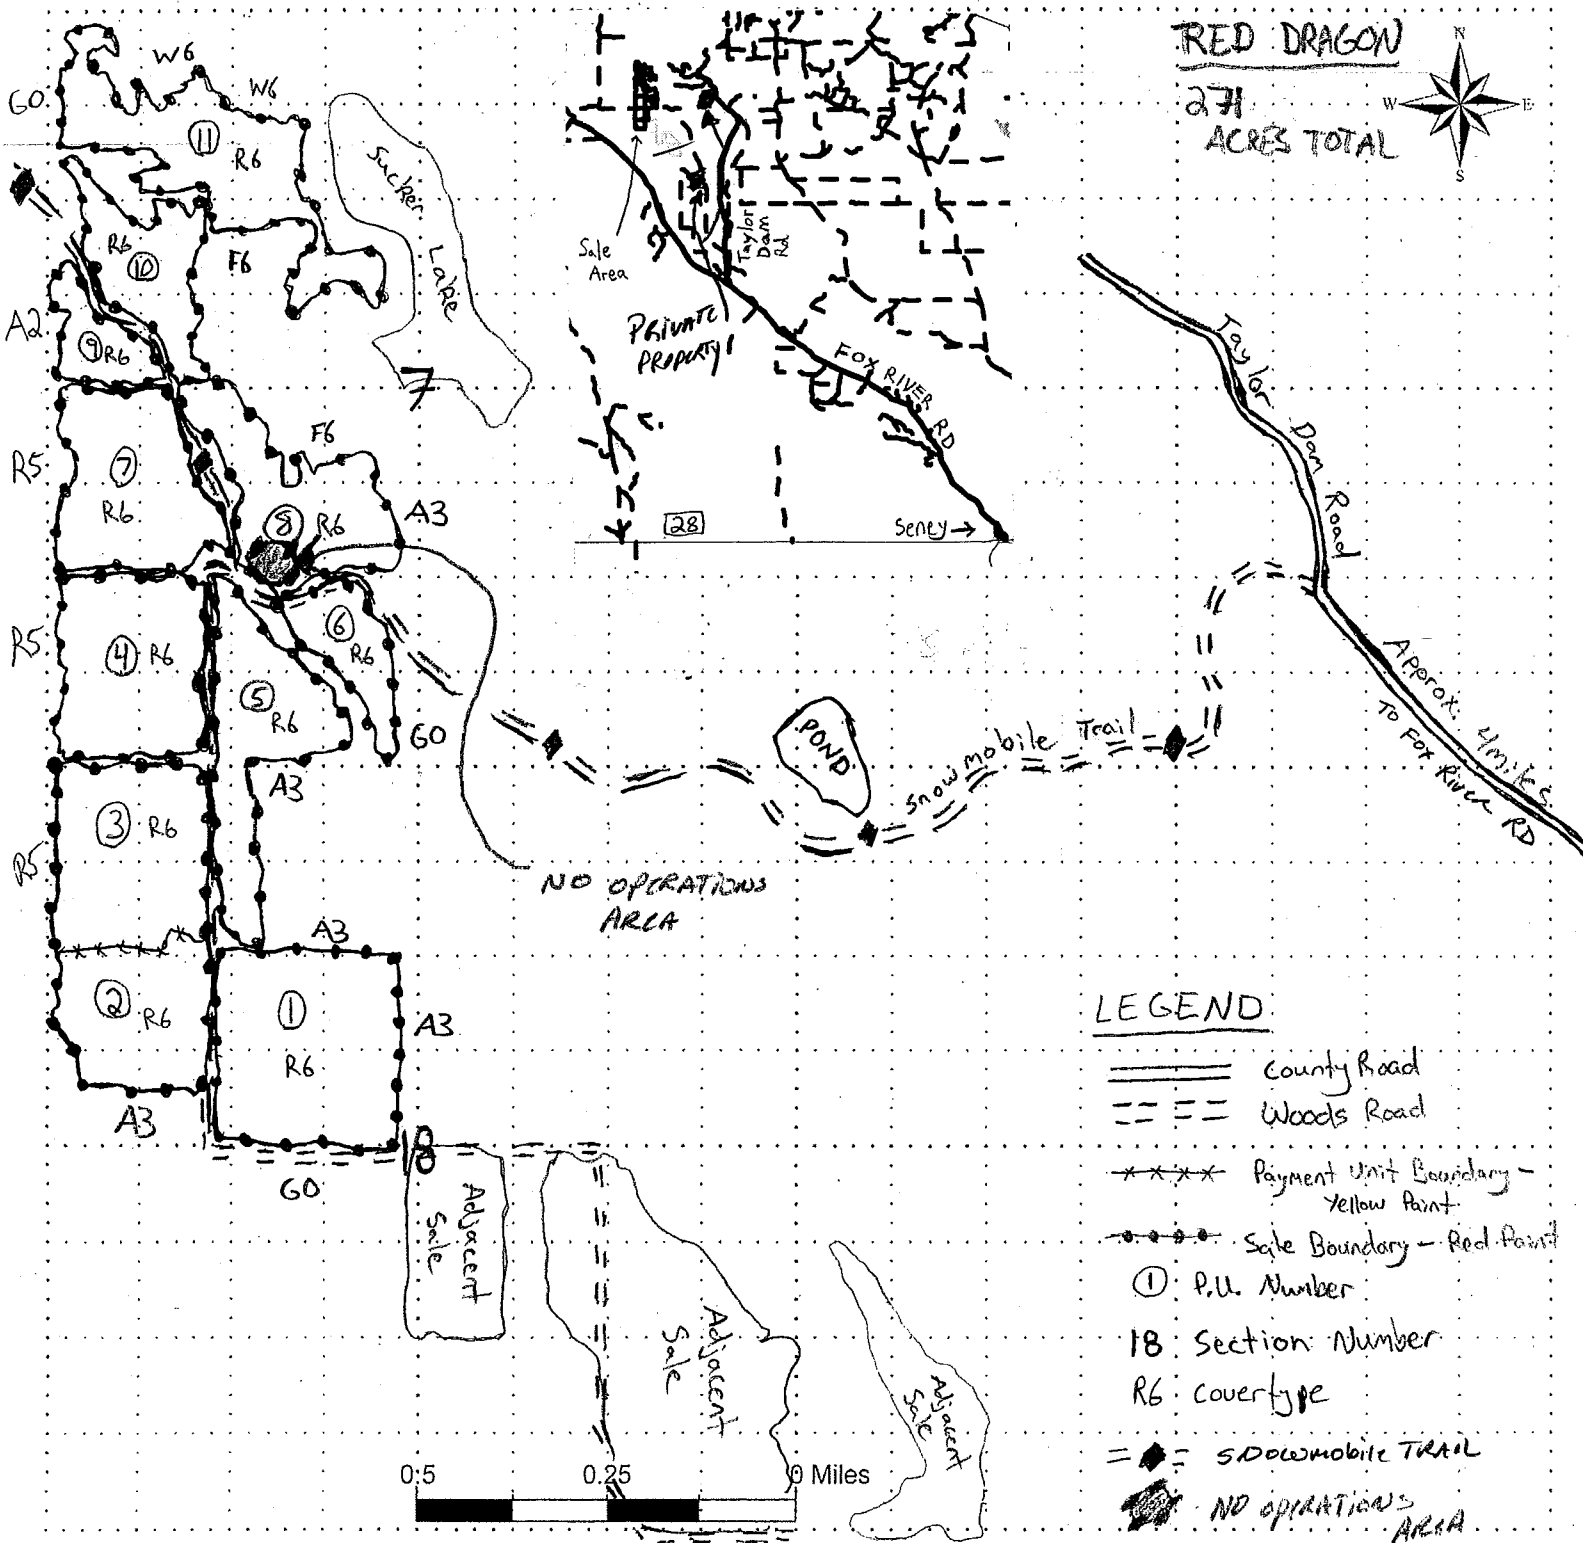 RED DRAGON
271
ACRES TOTAL
N
W
E
S
W6
W6
GO
11
R6
Sucker
Lake
R6
10
F6
A2
9
R6
7
Sale
Area
Taylor
Dam
Rd
PRIVATE
PROPERTY
FOX RIVER
RD
28
Seney
F6
R5
7
R6
8
R6
A3
R5
4
R6
6
R6
5
R6
GO
A3
R5
3
R6
A3
2
R6
1
R6
A3
A3
GO
18
POND
Snowmobile Trail
Taylor Dam Road
Approx. 4 miles
TO FOX RIVER RD
NO OPERATIONS
AREA
Adjacent
Sale
Adjacent
Sale
Adjacent
Sale
0.5
0.25
0 Miles
LEGEND
County Road
Woods Road
Payment Unit Boundary -
Yellow Paint
Sale Boundary - Red Paint
1 P.U. Number
18 Section Number
R6 Covertype
SNOWMOBILE TRAIL
NO OPERATIONS
AREA